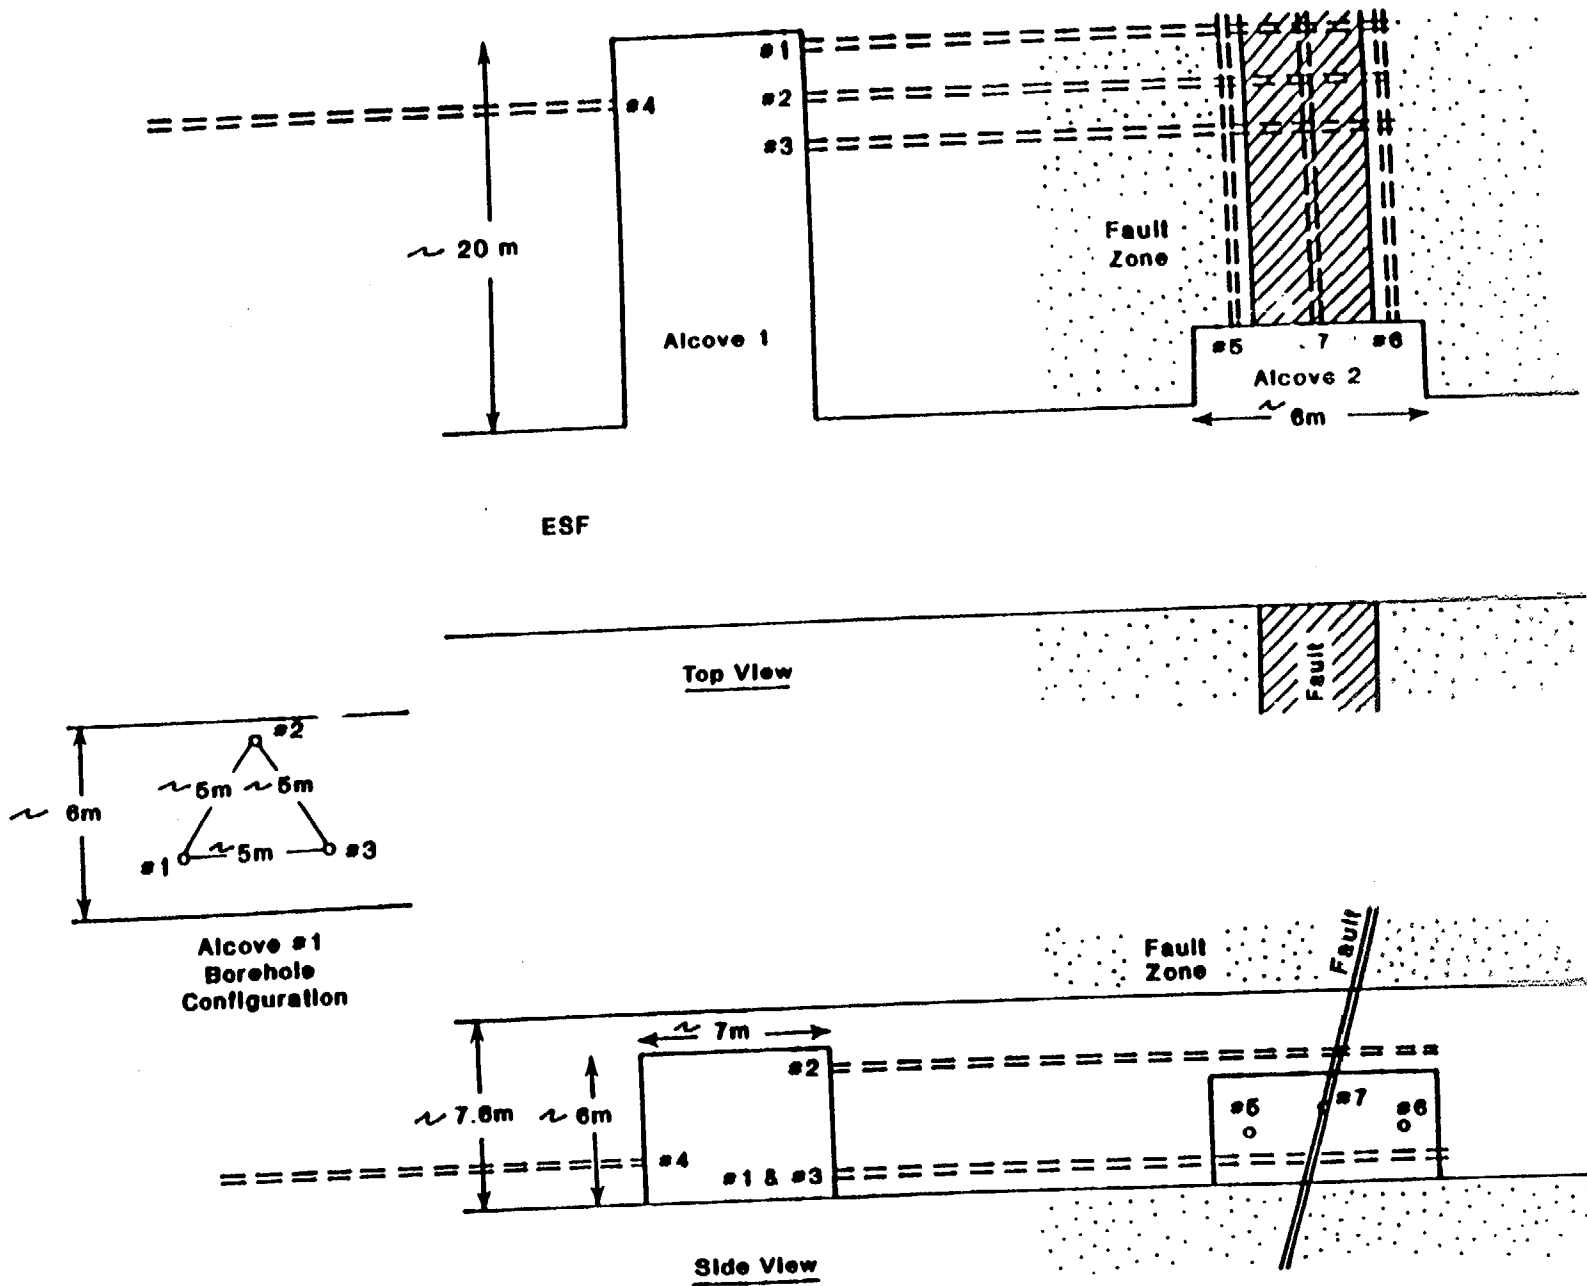 #1
#2
#4
#3
~ 20 m
Fault
Zone
Alcove 1
#5
7
#6
Alcove 2
~
6m
ESF
Top View
Fault
#2
~5m ~5m
~ 6m
#1
~5m
#3
Alcove #1
Borehole
Configuration
Fault
Zone
Fault
~ 7m
#2
~ 7.6m
~ 6m
#5
#7
#6
#4
#1 & #3
Side View